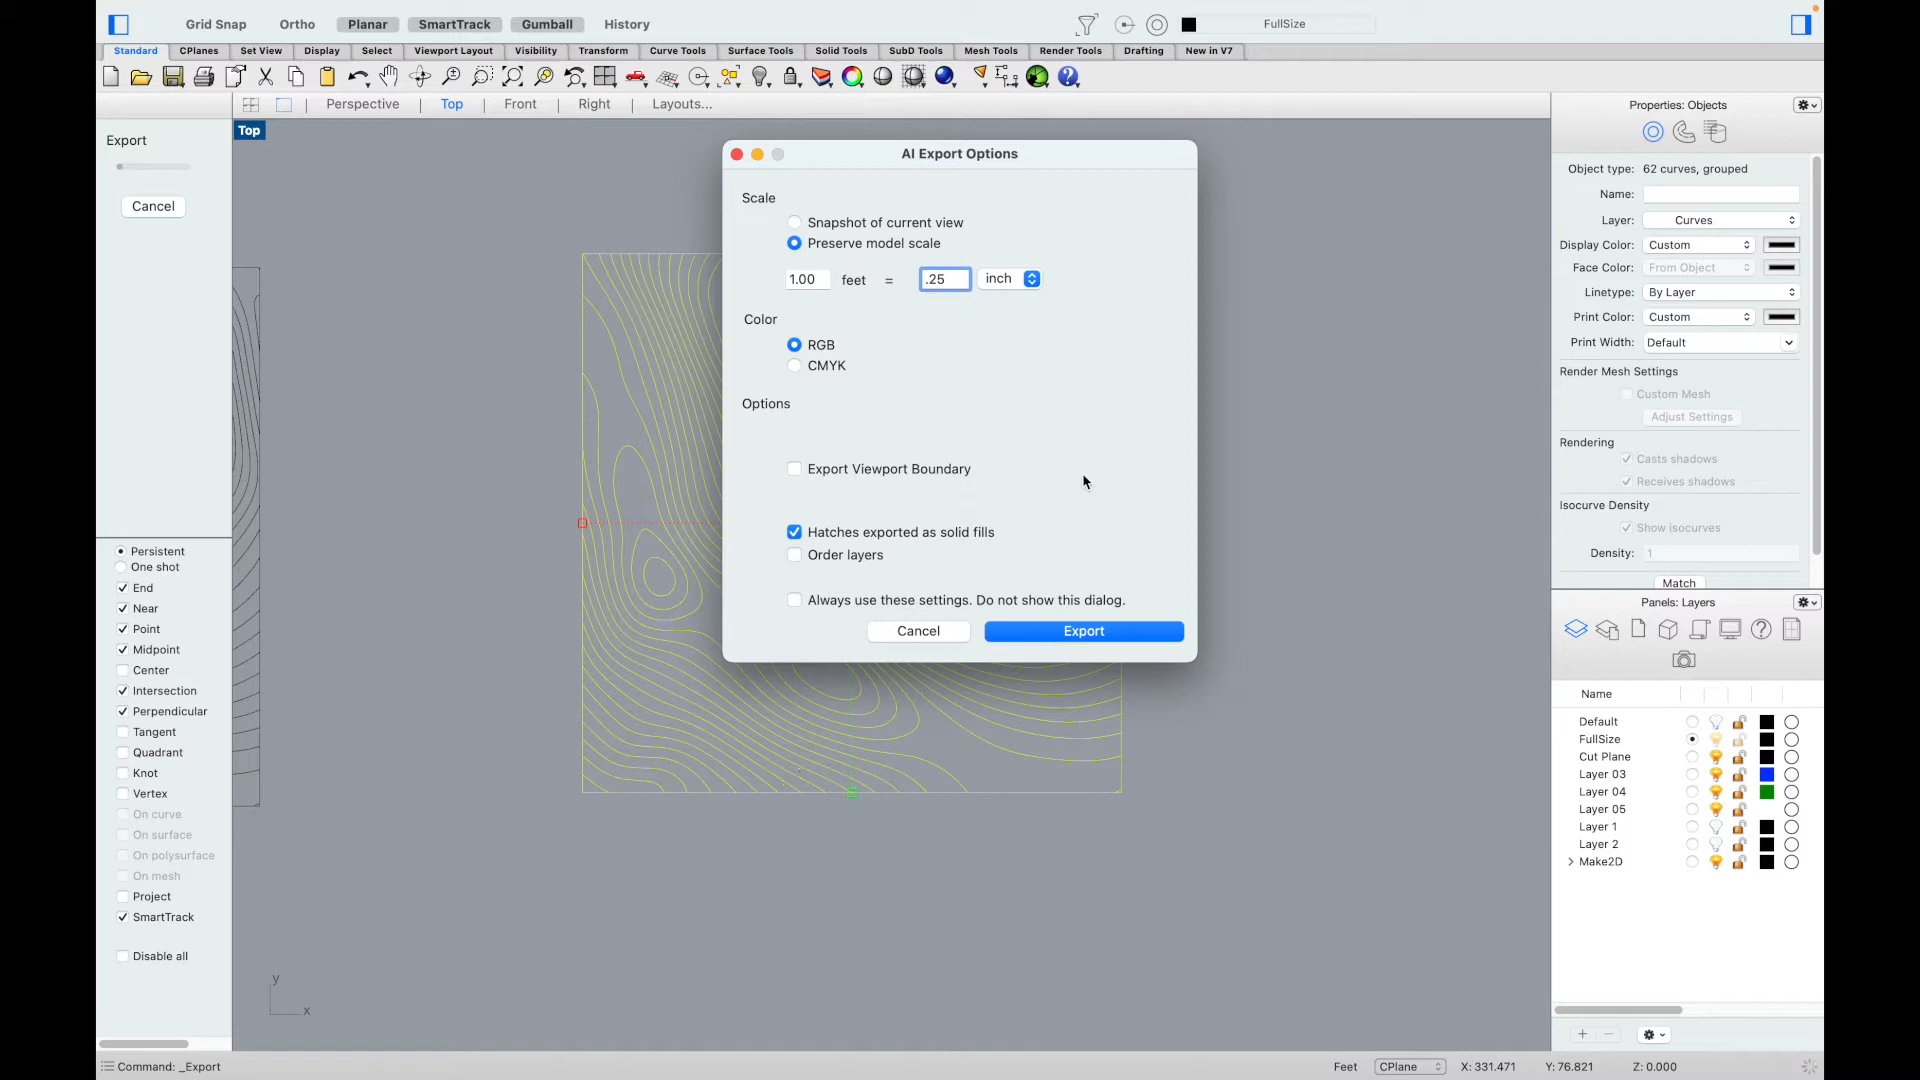 Grid Snap Ortho Planar SmartTrack Gumball History FullSize
Standard CPlanes Set View Display Select Viewport Layout Visibility Transform Curve Tools Surface Tools Solid Tools SubD Tools Mesh Tools Render Tools Drafting New in V7
Perspective Top Front Right Layouts...
Top
Export
Cancel
Persistent
One shot
End
Near
Point
Midpoint
Center
Intersection
Perpendicular
Tangent
Quadrant
Knot
Vertex
On curve
On surface
On polysurface
On mesh
Project
SmartTrack
Disable all
y
x
AI Export Options
Scale
Snapshot of current view
Preserve model scale
1.00 feet = .25 inch
Color
RGB
CMYK
Options
Export Viewport Boundary
Hatches exported as solid fills
Order layers
Always use these settings. Do not show this dialog.
Cancel Export
Properties: Objects
Object type: 62 curves, grouped
Name:
Layer: Curves
Display Color: Custom
Face Color: From Object
Linetype: By Layer
Print Color: Custom
Print Width: Default
Render Mesh Settings
Custom Mesh
Adjust Settings
Rendering
Casts shadows
Receives shadows
Isocurve Density
Show isocurves
Density: 1
Match
Panels: Layers
Name
Default
FullSize
Cut Plane
Layer 03
Layer 04
Layer 05
Layer 1
Layer 2
Make2D
Command: _Export Feet CPlane X: 331.471 Y: 76.821 Z: 0.000